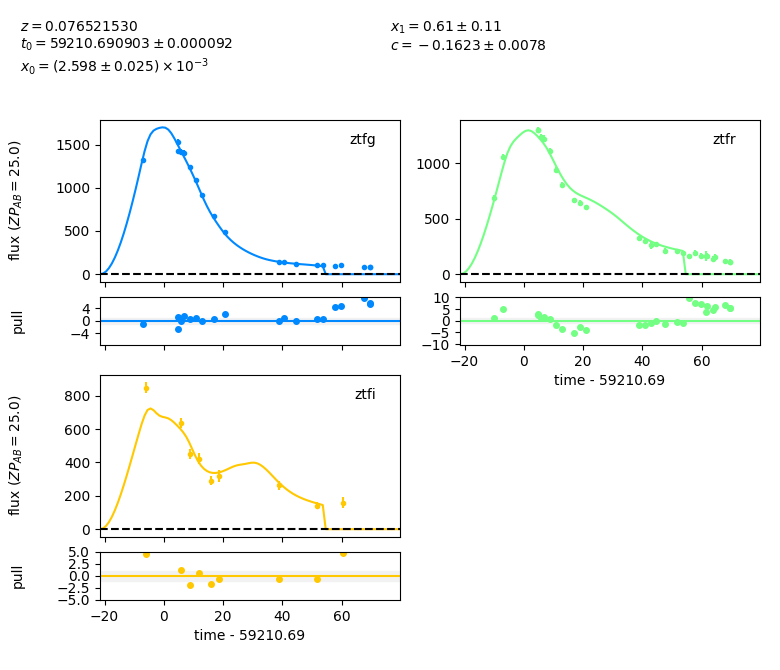 z = 0.076521530
t₀ = 59210.690903 ± 0.000092
x₀ = (2.598 ± 0.025) × 10⁻³
x₁ = 0.61 ± 0.11
c = −0.1623 ± 0.0078
flux (ZP_AB = 25.0)
1500
1000
500
0
ztfg
1000
500
0
ztfr
pull
4
0
−4
10
5
0
−5
−10
−20 0 20 40 60
time - 59210.69
flux (ZP_AB = 25.0)
800
600
400
200
0
ztfi
pull
5.0
2.5
0.0
−2.5
−5.0
−20 0 20 40 60
time - 59210.69